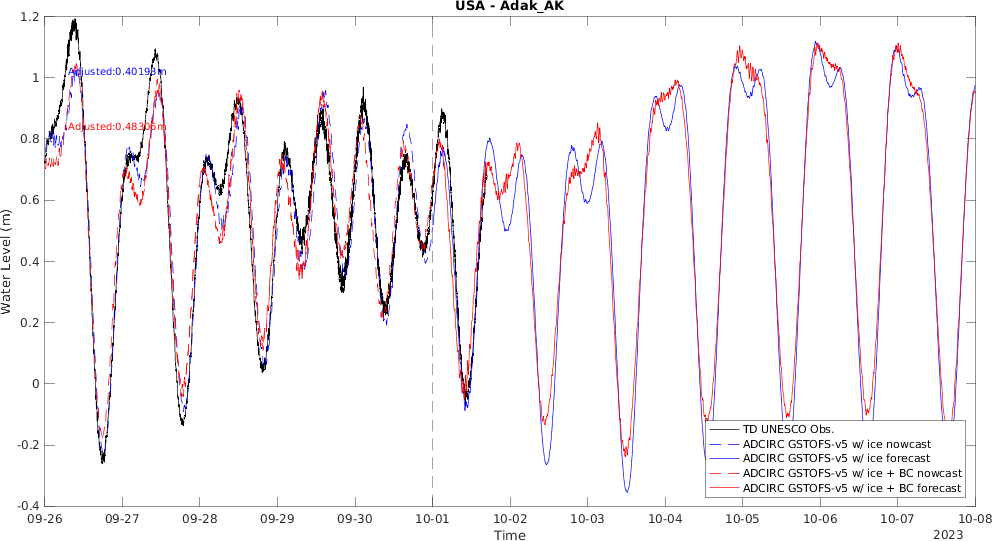 USA - Adak_AK
1.2
1
0.8
0.6
0.4
0.2
0
-0.2
-0.4
Water Level (m)
Adjusted:0.40193m
Adjusted:0.48305m
TD UNESCO Obs.
ADCIRC GSTOFS-v5 w/ ice nowcast
ADCIRC GSTOFS-v5 w/ ice forecast
ADCIRC GSTOFS-v5 w/ ice + BC nowcast
ADCIRC GSTOFS-v5 w/ ice + BC forecast
09-26 09-27 09-28 09-29 09-30 10-01 10-02 10-03 10-04 10-05 10-06 10-07 10-08
Time
2023